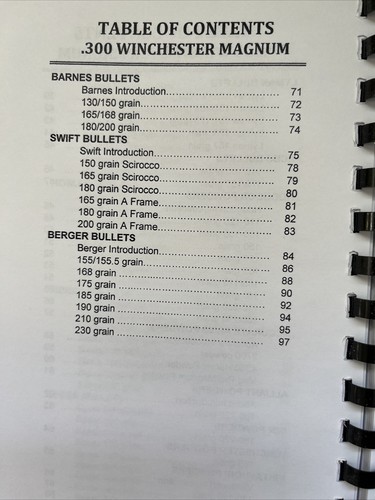 TABLE OF CONTENTS
.300 WINCHESTER MAGNUM
BARNES BULLETS
Barnes Introduction........................................ 71
130/150 grain................................................ 72
165/168 grain................................................ 73
180/200 grain................................................ 74
SWIFT BULLETS
Swift Introduction........................................... 75
150 grain Scirocco.......................................... 78
165 grain Scirocco.......................................... 79
180 grain Scirocco.......................................... 80
165 grain A Frame.......................................... 81
180 grain A Frame.......................................... 82
200 grain A Frame.......................................... 83
BERGER BULLETS
Berger Introduction........................................ 84
155/155.5 grain.............................................. 86
168 grain ...................................................... 88
175 grain ...................................................... 90
185 grain ...................................................... 92
190 grain ...................................................... 94
210 grain ...................................................... 95
230 grain ...................................................... 97